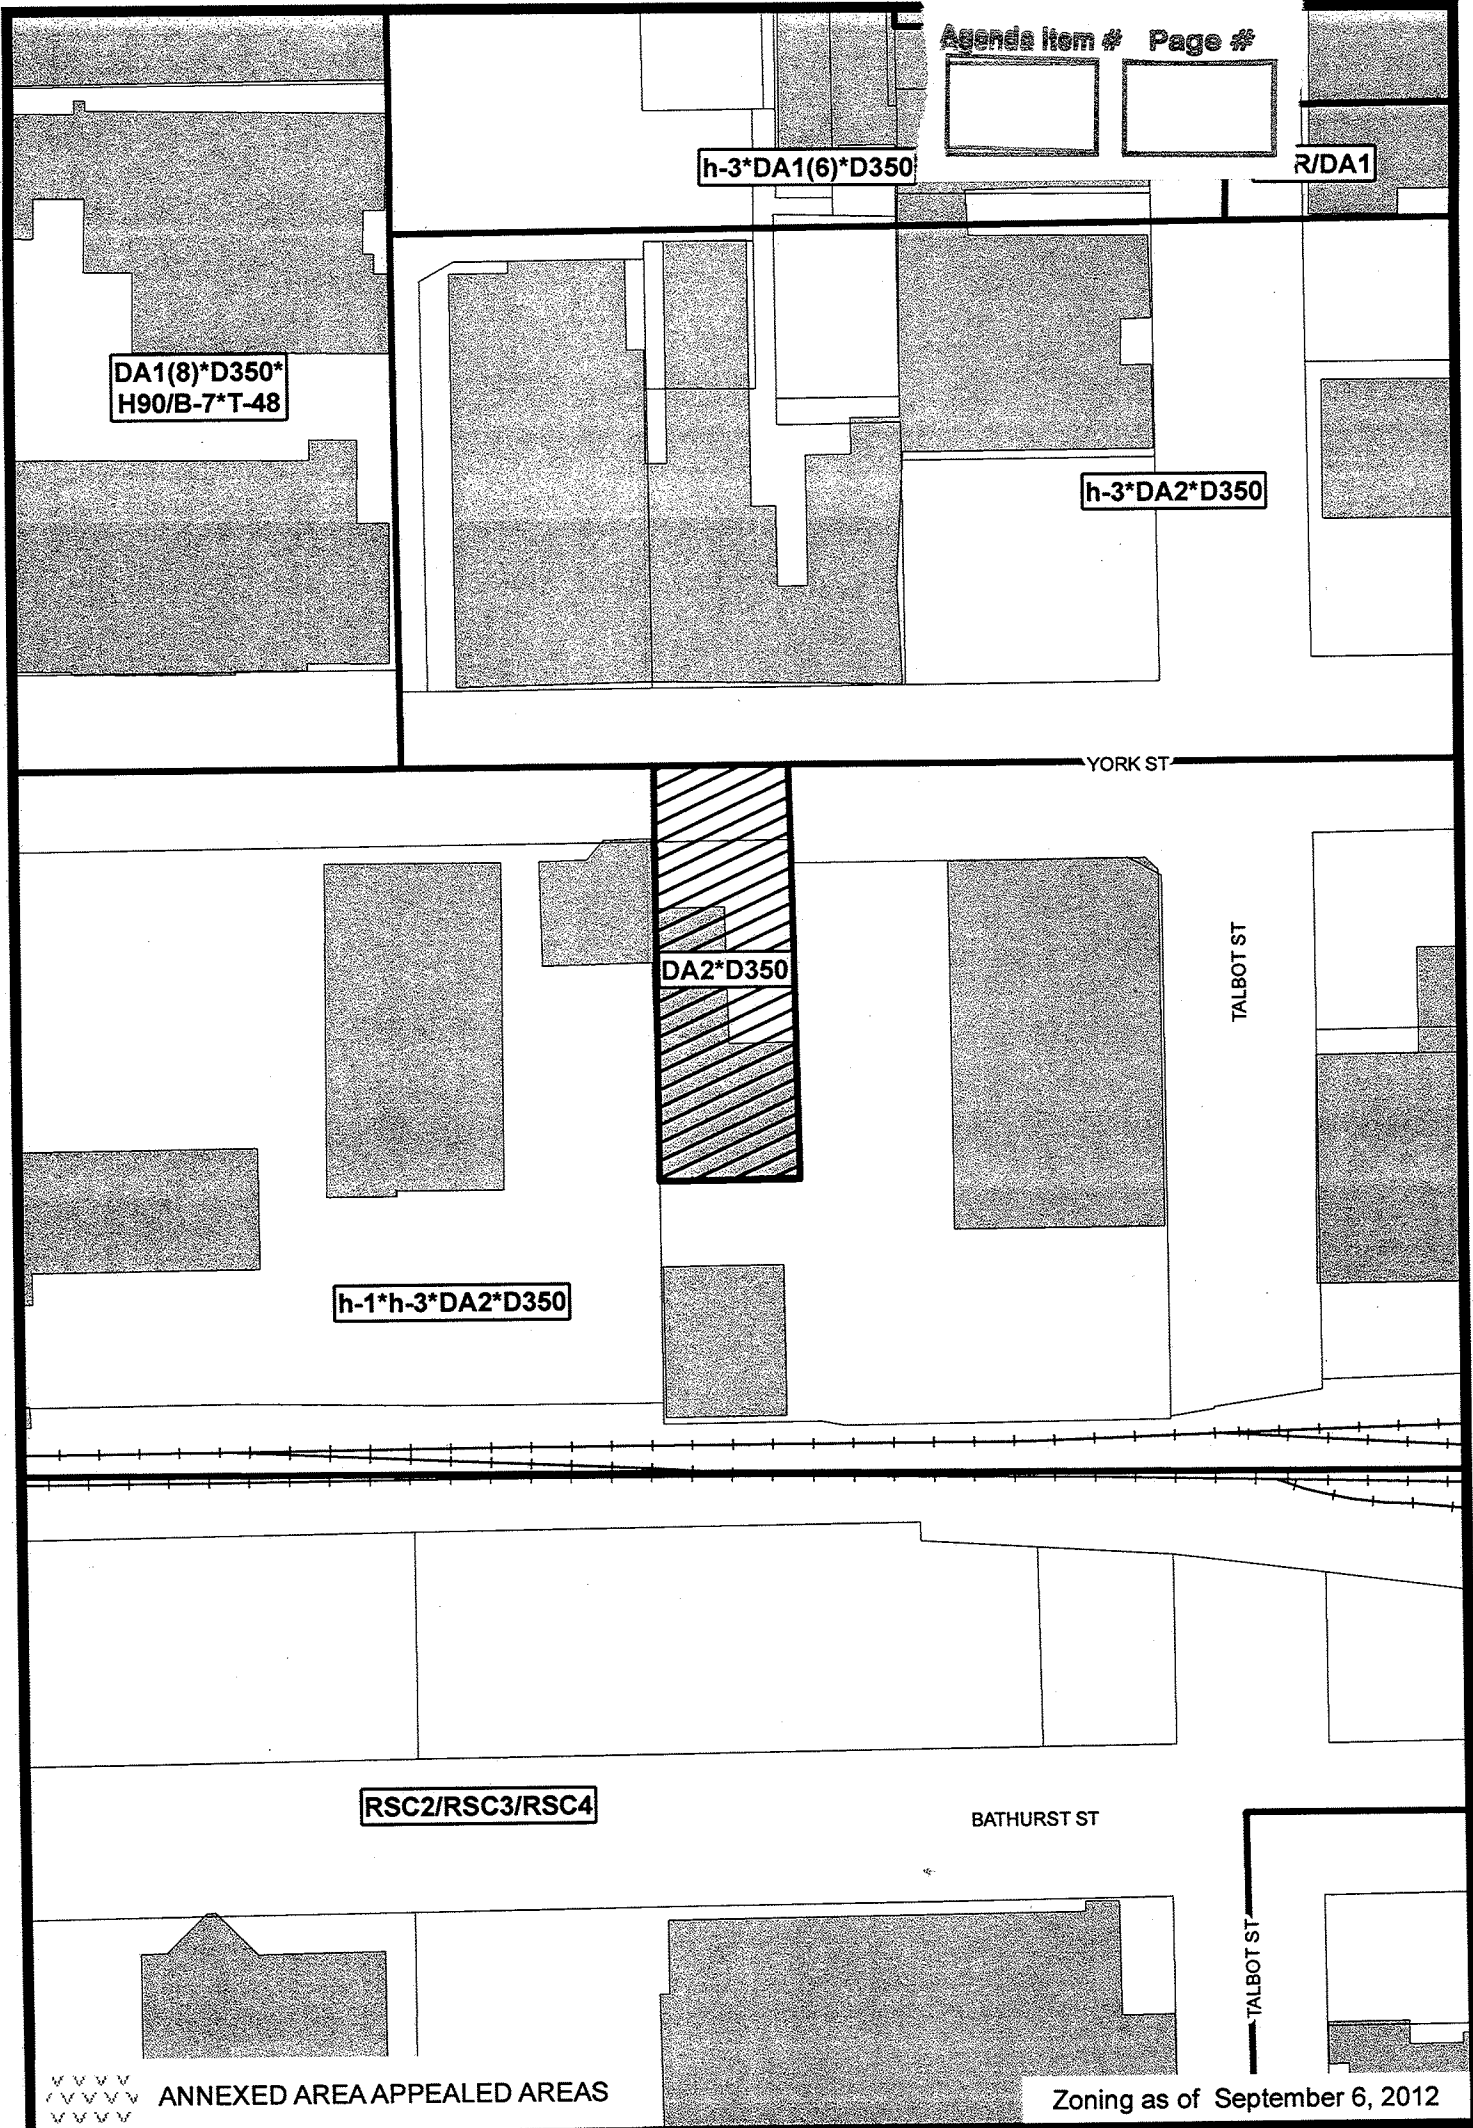 Agenda Item # Page #
h-3*DA1(6)*D350
R/DA1
DA1(8)*D350*
H90/B-7*T-48
h-3*DA2*D350
YORK ST
TALBOT ST
DA2*D350
h-1*h-3*DA2*D350
RSC2/RSC3/RSC4
BATHURST ST
TALBOT ST
ANNEXED AREA APPEALED AREAS
Zoning as of September 6, 2012